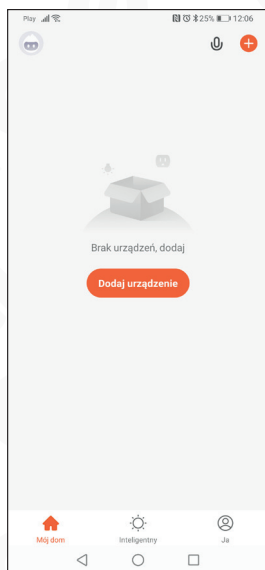 Play 25% 12:06
Brak urządzeń, dodaj
Dodaj urządzenie
Mój dom Inteligentny Ja